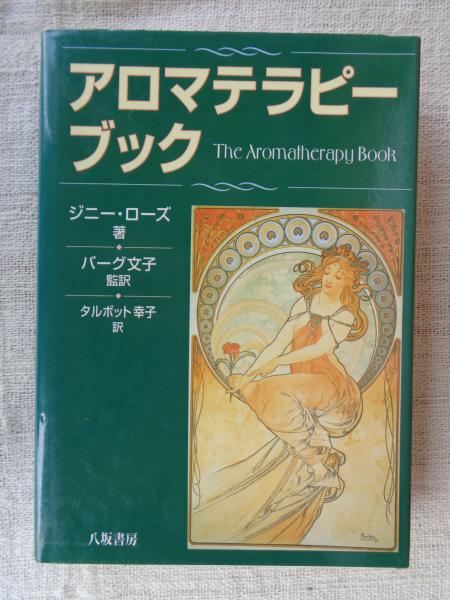 アロマテラピー
ブック
The Aromatherapy Book
ジニー・ローズ
著
バーグ文子
監訳
タルボット幸子
訳
Mucha
八坂書房